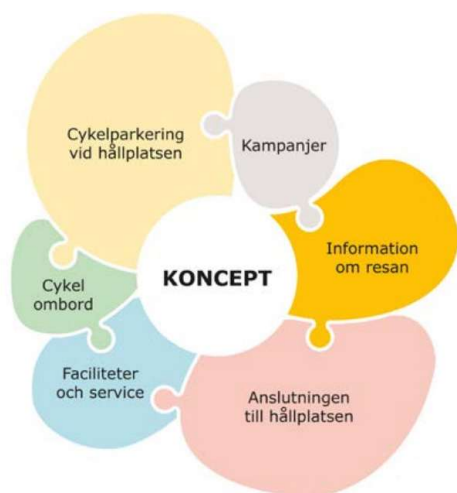 Cykelparkering
vid hållplatsen
Kampanjer
Information
om resan
KONCEPT
Cykel
ombord
Faciliteter
och service
Anslutningen
till hållplatsen